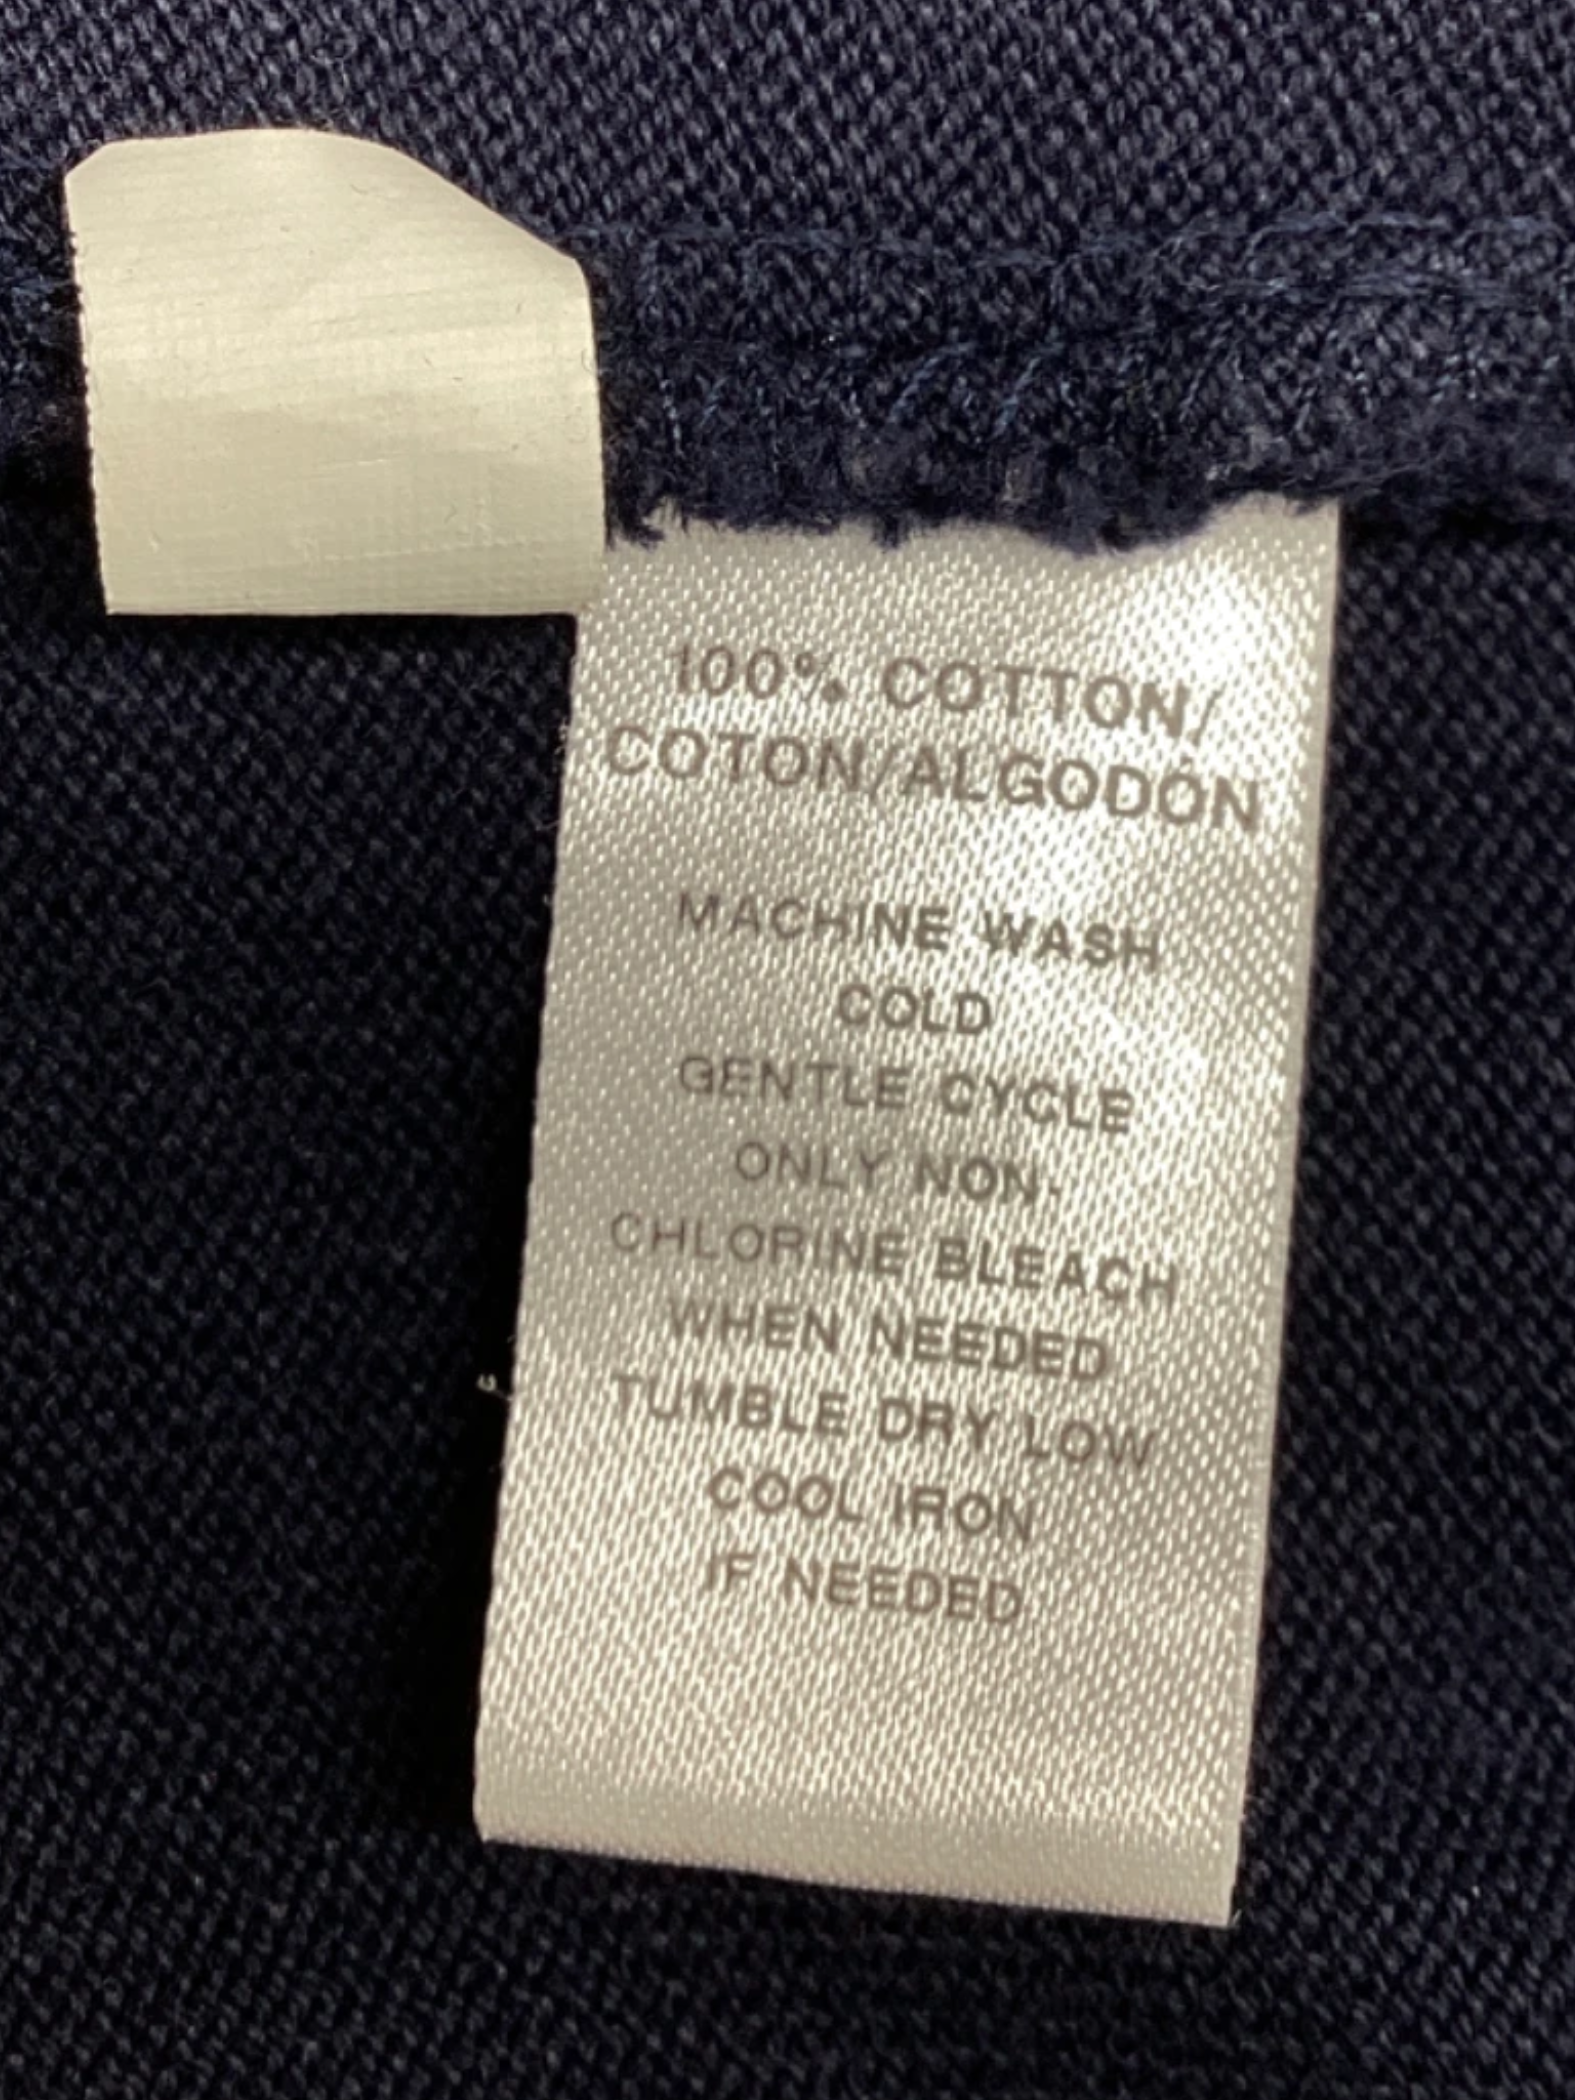 100% COTTON/
COTON/ALGODÓN
MACHINE WASH
COLD
GENTLE CYCLE
ONLY NON-
CHLORINE BLEACH
WHEN NEEDED
TUMBLE DRY LOW
COOL IRON
IF NEEDED